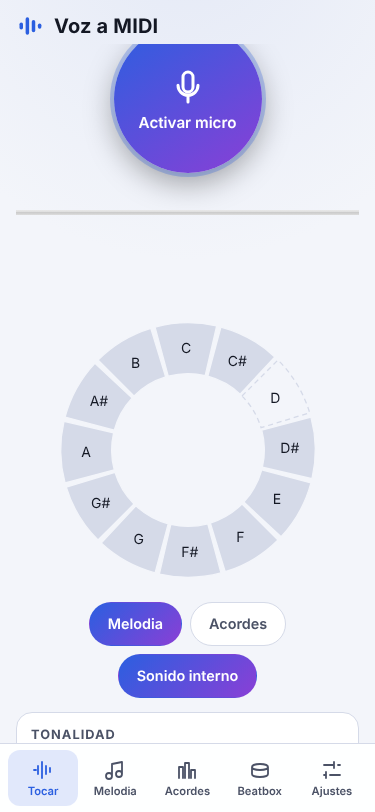 Voz a MIDI
Activar micro
C
C#
D
D#
E
F
F#
G
G#
A
A#
B
Melodia
Acordes
Sonido interno
TONALIDAD
Tocar
Melodia
Acordes
Beatbox
Ajustes